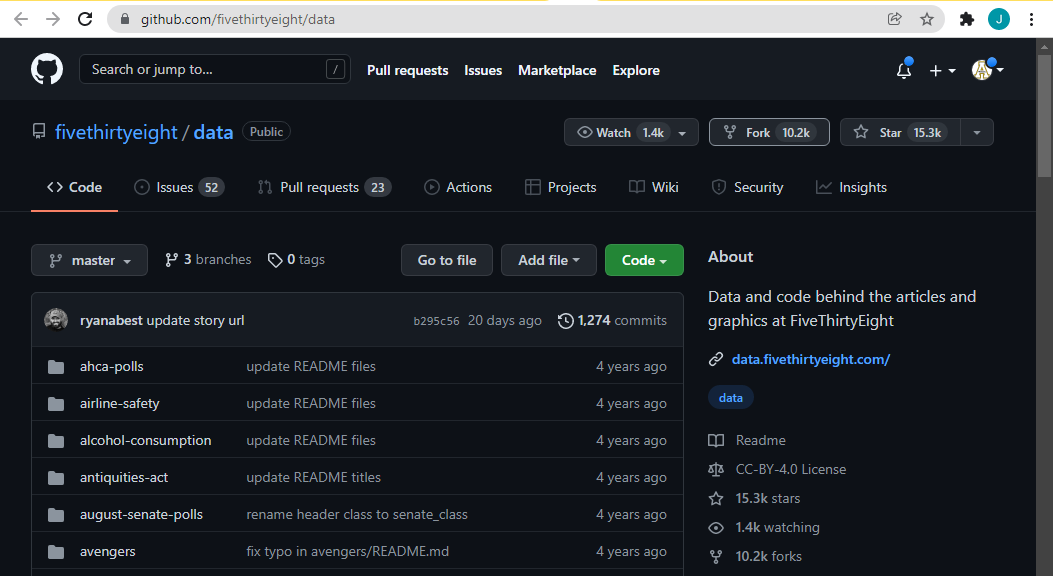 github.com/fivethirtyeight/data
J
Search or jump to... /
Pull requests Issues Marketplace Explore
fivethirtyeight / data Public
Watch 1.4k
Fork 10.2k
Star 15.3k
Code
Issues 52
Pull requests 23
Actions
Projects
Wiki
Security
Insights
master
3 branches
0 tags
Go to file
Add file
Code
ryanabest update story url b295c56 20 days ago 1,274 commits
ahca-polls update README files 4 years ago
airline-safety update README files 4 years ago
alcohol-consumption update README files 4 years ago
antiquities-act update README titles 4 years ago
august-senate-polls rename header class to senate_class 4 years ago
avengers fix typo in avengers/README.md 4 years ago
About
Data and code behind the articles and
graphics at FiveThirtyEight
data.fivethirtyeight.com/
data
Readme
CC-BY-4.0 License
15.3k stars
1.4k watching
10.2k forks